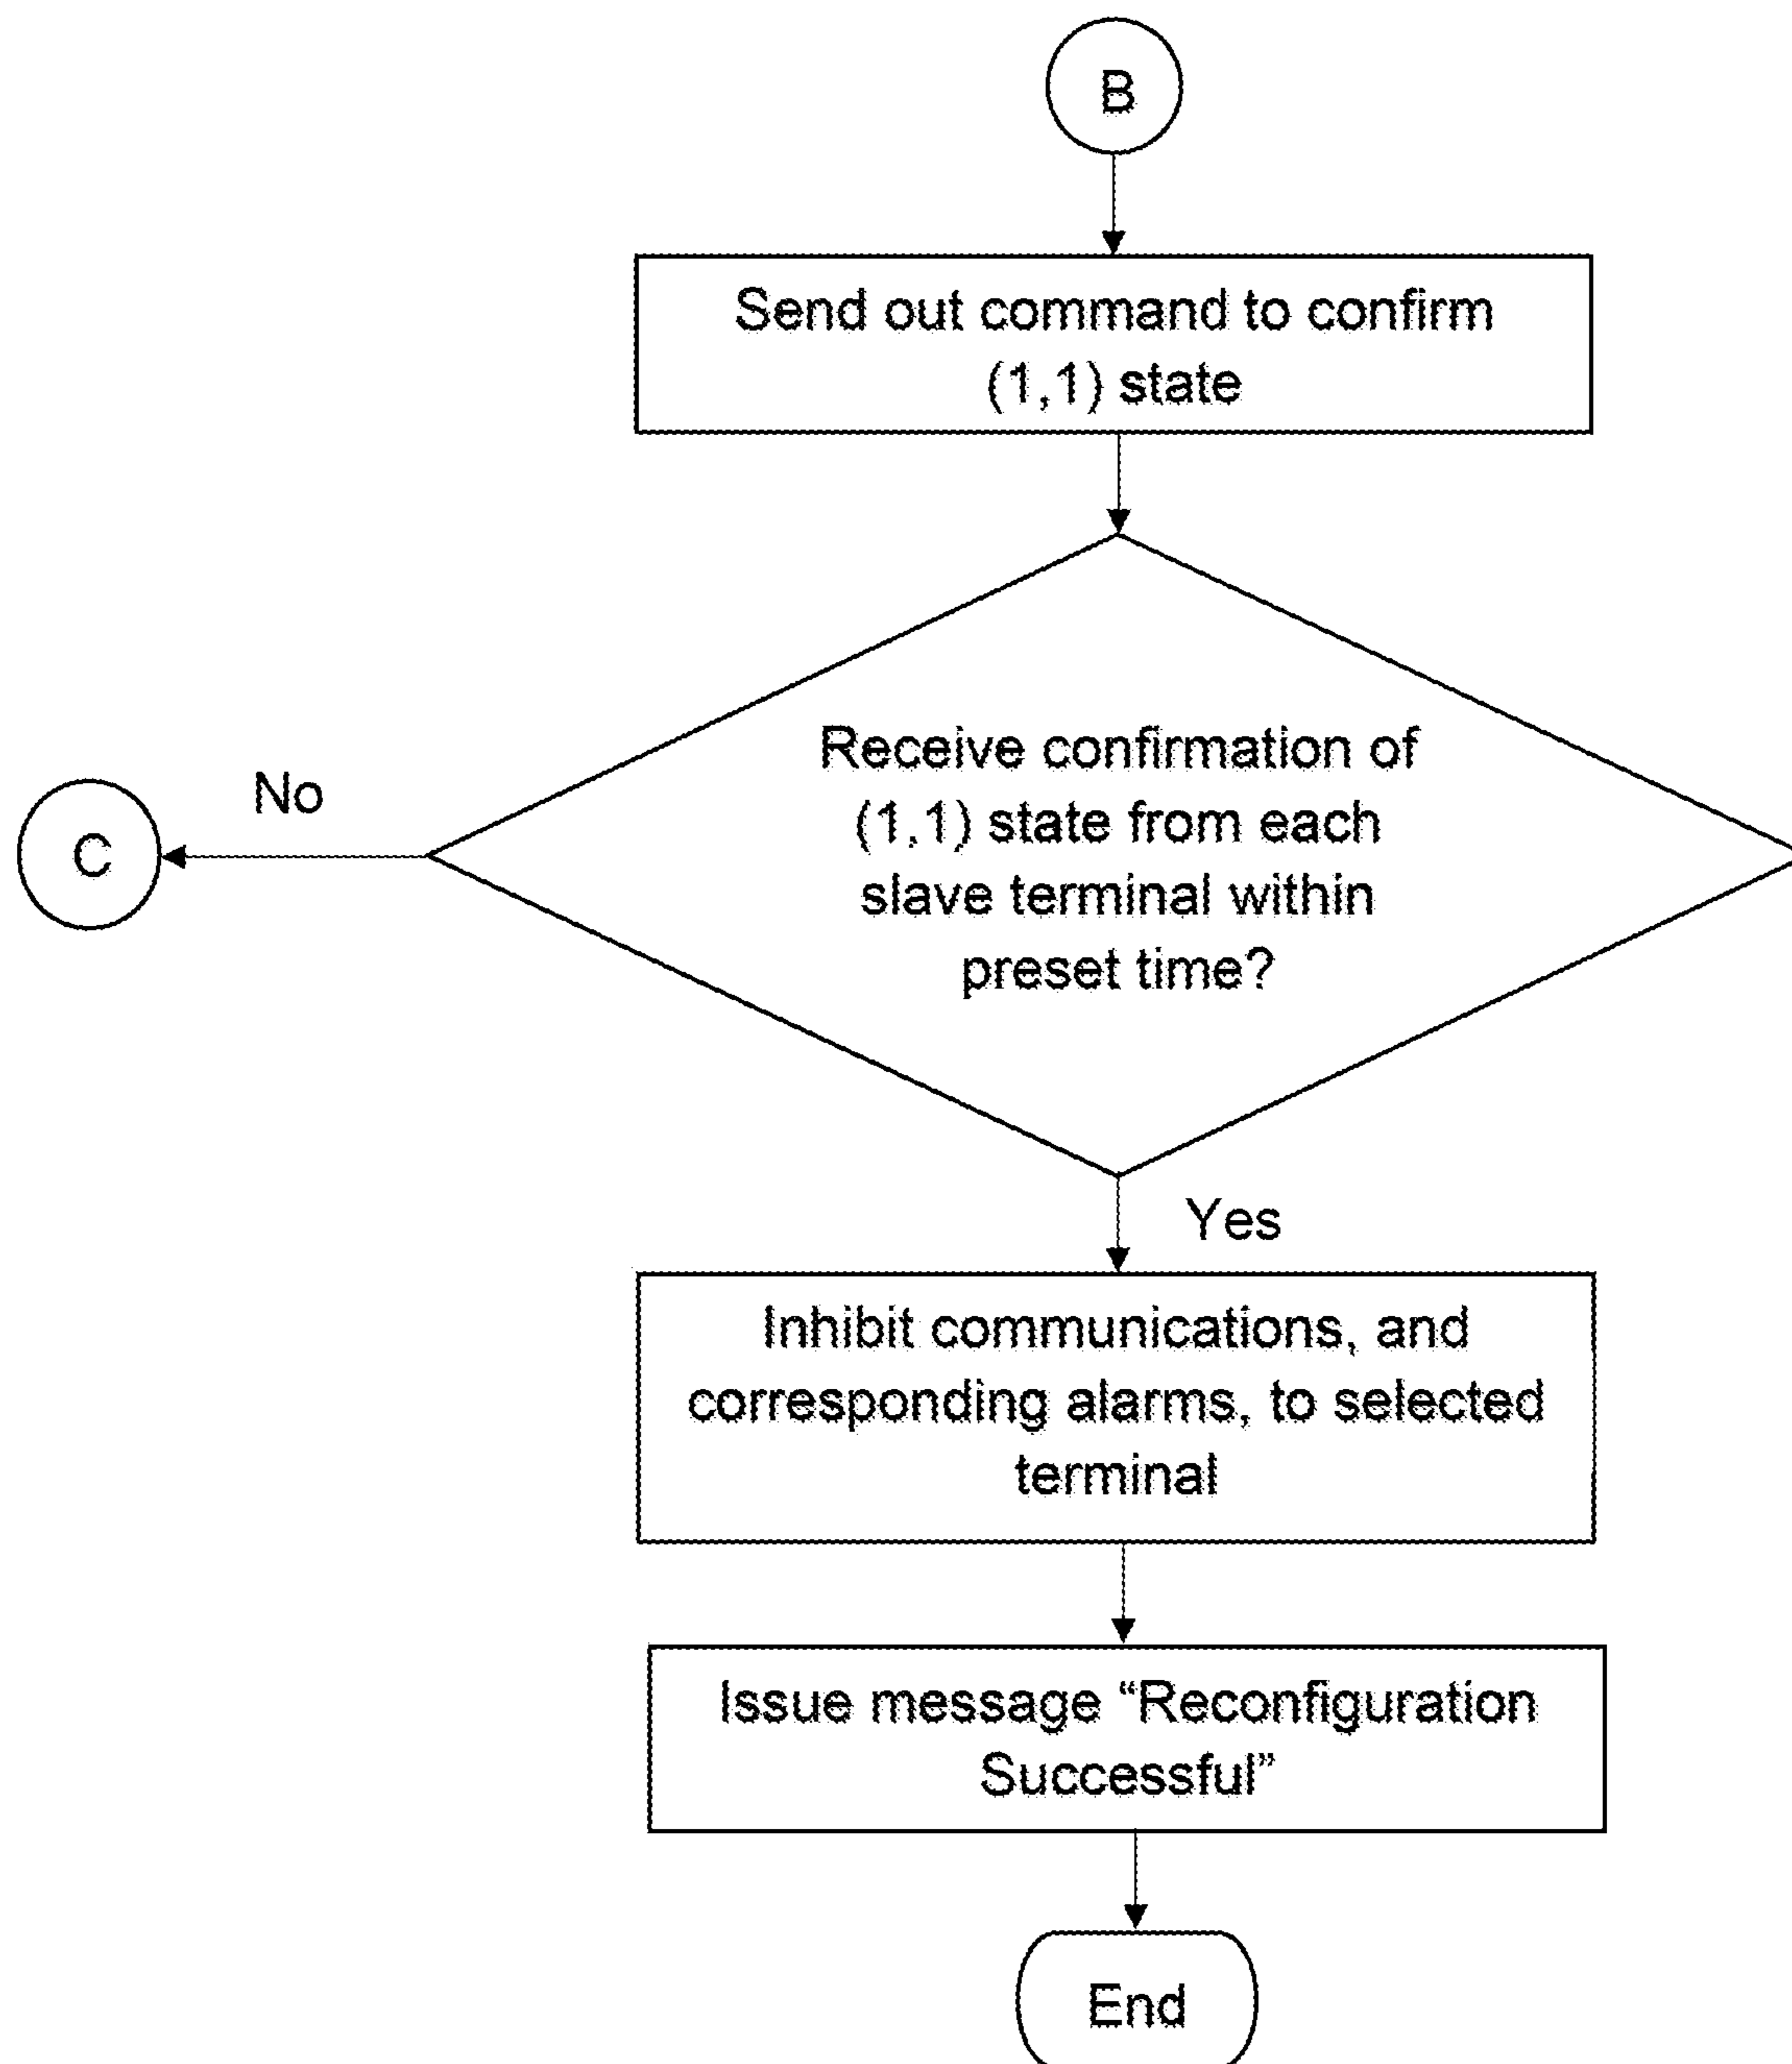 B
Send out command to confirm
(1,1) state
Receive confirmation of
(1,1) state from each
slave terminal within
preset time?
No
C
Yes
Inhibit communications, and
corresponding alarms, to selected
terminal
Issue message “Reconfiguration
Successful”
End